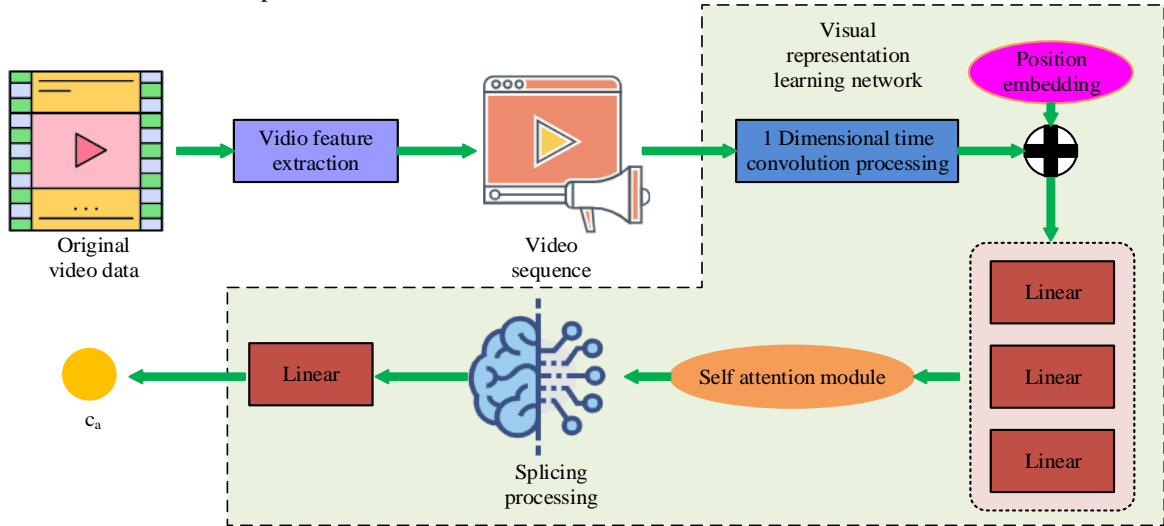 Visual
representation
learning network
Position
embedding
Vidio feature
extraction
1 Dimensional time
convolution processing
Original
video data
Video
sequence
Linear
Linear
Linear
Self attention module
Splicing
processing
Linear
cₐ